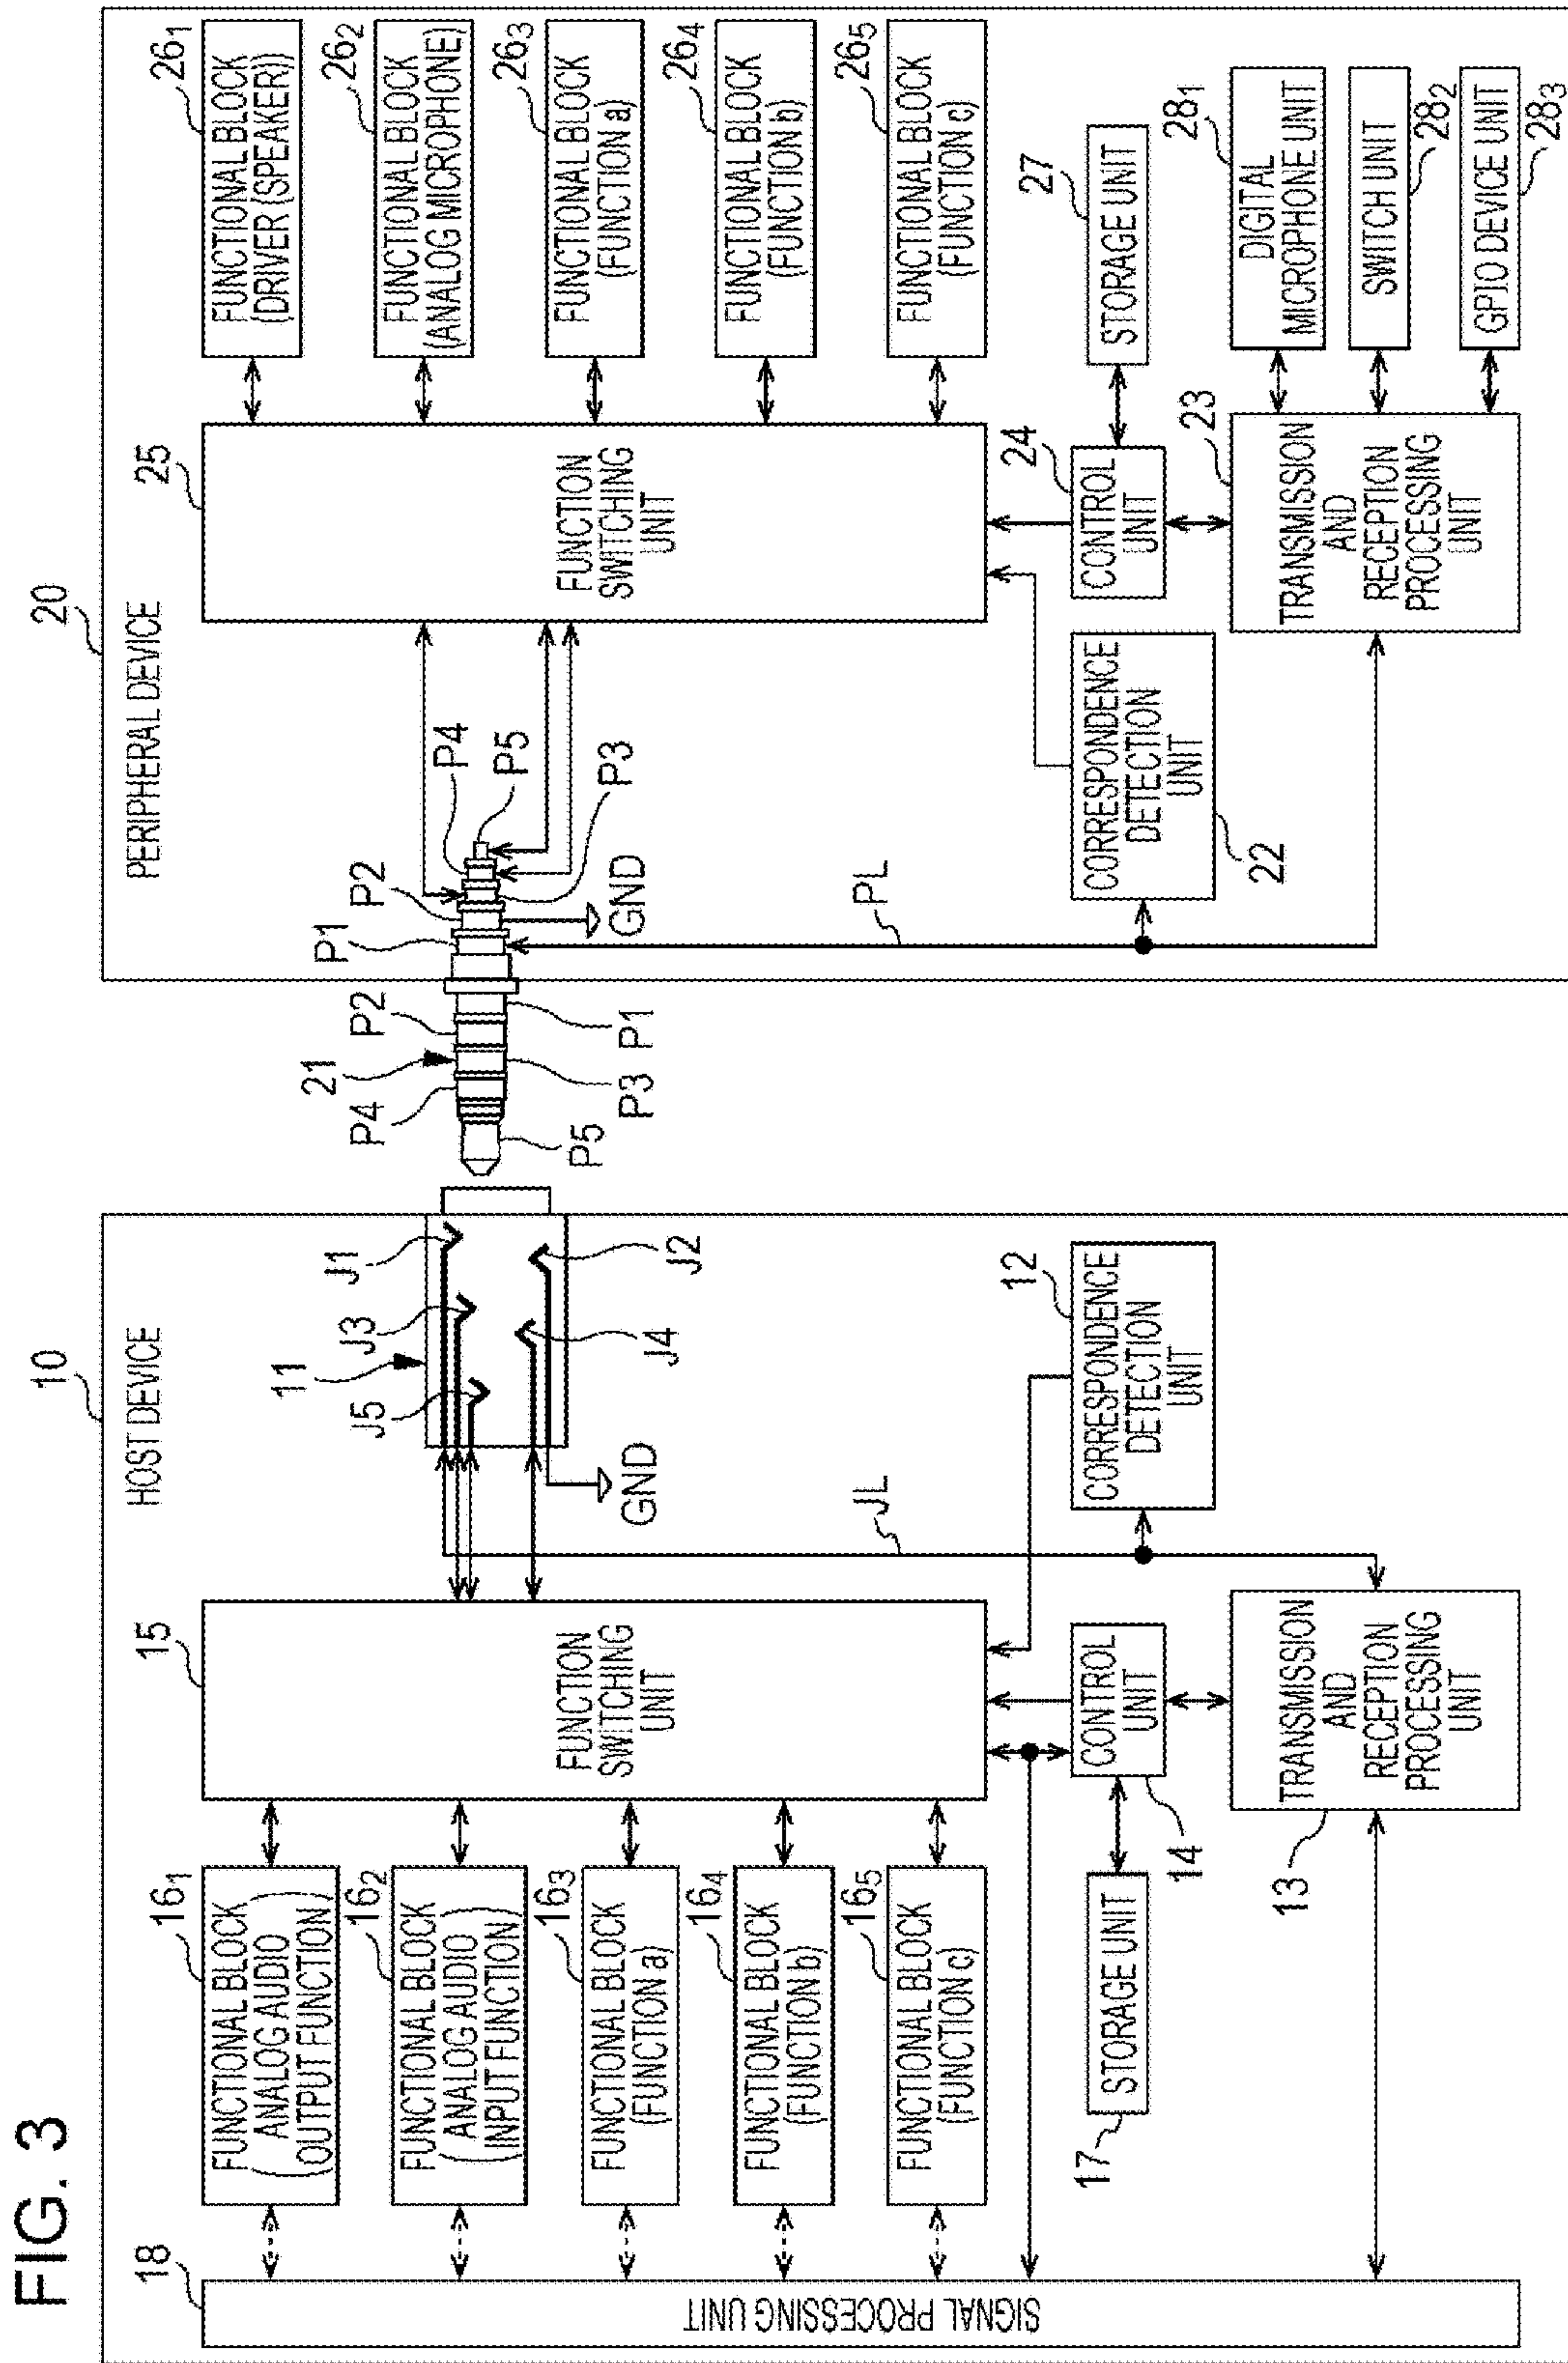 FIG. 3
10
HOST DEVICE
18
SIGNAL PROCESSING UNIT
16₁
FUNCTIONAL BLOCK
(ANALOG AUDIO
OUTPUT FUNCTION)
16₂
FUNCTIONAL BLOCK
(ANALOG AUDIO
INPUT FUNCTION)
16₃
FUNCTIONAL BLOCK
(FUNCTION a)
16₄
FUNCTIONAL BLOCK
(FUNCTION b)
16₅
FUNCTIONAL BLOCK
(FUNCTION c)
15
FUNCTION
SWITCHING
UNIT
17
STORAGE UNIT
14
CONTROL
UNIT
13
TRANSMISSION
AND
RECEPTION
PROCESSING
UNIT
11
J1
J3
J5
J2
J4
GND
JL
12
CORRESPONDENCE
DETECTION
UNIT
21
P4
P2
P5
P3
P1
20
PERIPHERAL DEVICE
P1
P2
P4
P5
P3
GND
PL
22
CORRESPONDENCE
DETECTION
UNIT
25
FUNCTION
SWITCHING
UNIT
24
CONTROL
UNIT
23
TRANSMISSION
AND
RECEPTION
PROCESSING
UNIT
26₁
FUNCTIONAL BLOCK
(DRIVER (SPEAKER))
26₂
FUNCTIONAL BLOCK
(ANALOG MICROPHONE)
26₃
FUNCTIONAL BLOCK
(FUNCTION a)
26₄
FUNCTIONAL BLOCK
(FUNCTION b)
26₅
FUNCTIONAL BLOCK
(FUNCTION c)
27
STORAGE UNIT
28₁
DIGITAL
MICROPHONE UNIT
28₂
SWITCH UNIT
28₃
GPIO DEVICE UNIT